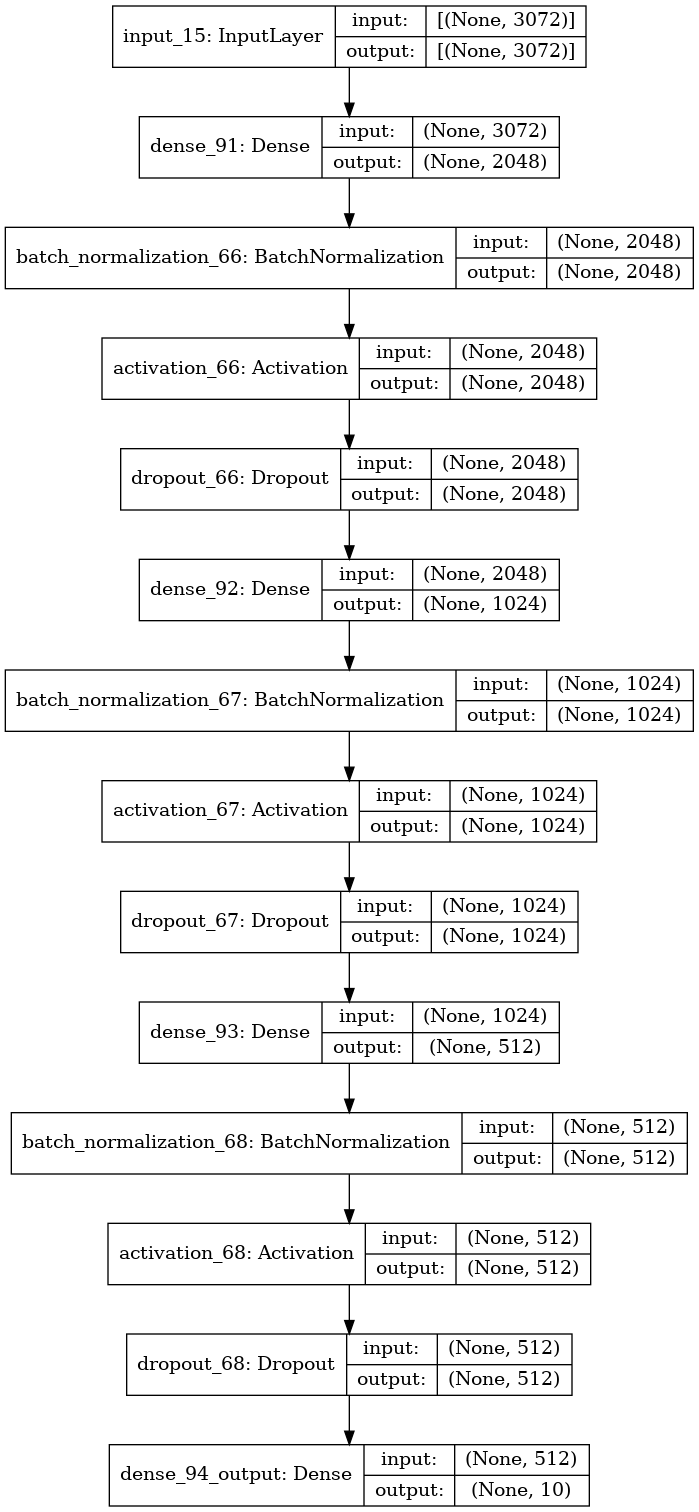 input_15: InputLayer input: [(None, 3072)]
output: [(None, 3072)]
dense_91: Dense input: (None, 3072)
output: (None, 2048)
batch_normalization_66: BatchNormalization input: (None, 2048)
output: (None, 2048)
activation_66: Activation input: (None, 2048)
output: (None, 2048)
dropout_66: Dropout input: (None, 2048)
output: (None, 2048)
dense_92: Dense input: (None, 2048)
output: (None, 1024)
batch_normalization_67: BatchNormalization input: (None, 1024)
output: (None, 1024)
activation_67: Activation input: (None, 1024)
output: (None, 1024)
dropout_67: Dropout input: (None, 1024)
output: (None, 1024)
dense_93: Dense input: (None, 1024)
output: (None, 512)
batch_normalization_68: BatchNormalization input: (None, 512)
output: (None, 512)
activation_68: Activation input: (None, 512)
output: (None, 512)
dropout_68: Dropout input: (None, 512)
output: (None, 512)
dense_94_output: Dense input: (None, 512)
output: (None, 10)